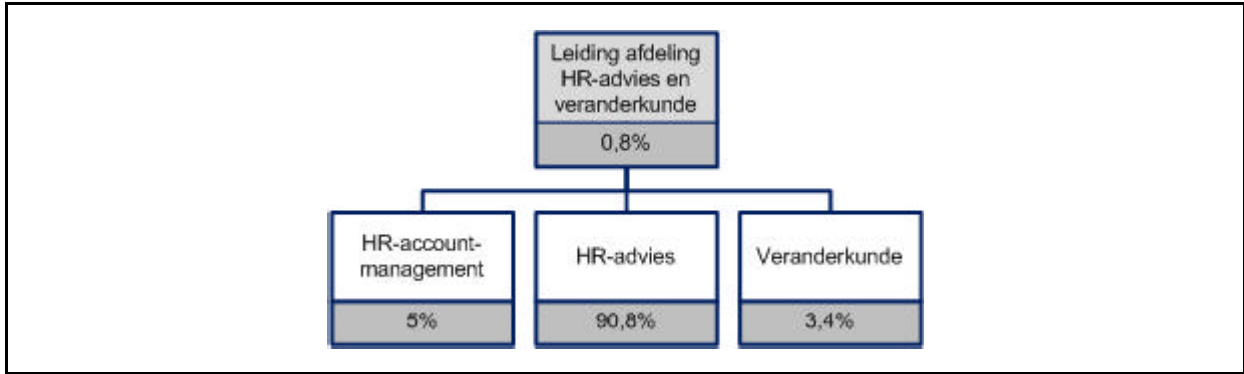 Leiding afdeling
HR-advies en
veranderkunde
0,8%
HR-account-
management
5%
HR-advies
90,8%
Veranderkunde
3,4%